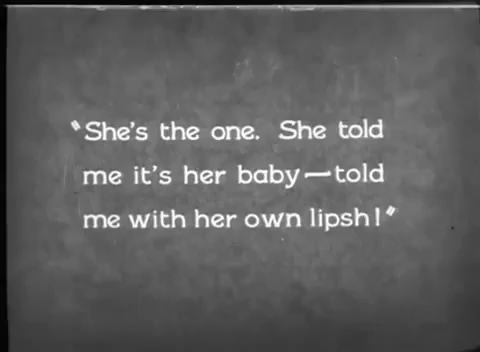 "She's the one. She told
me it's her baby—told
me with her own lipsh!"